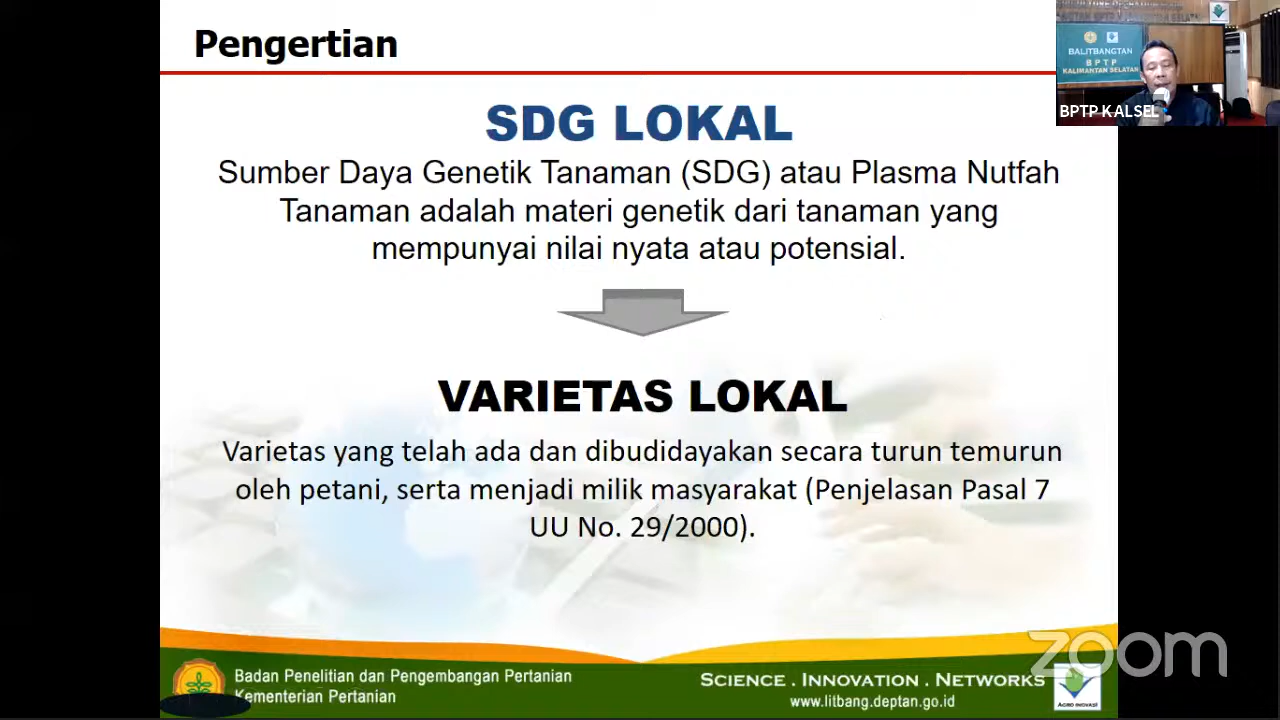 Pengertian
SDG LOKAL
Sumber Daya Genetik Tanaman (SDG) atau Plasma Nutfah
Tanaman adalah materi genetik dari tanaman yang
mempunyai nilai nyata atau potensial.
VARIETAS LOKAL
Varietas yang telah ada dan dibudidayakan secara turun temurun
oleh petani, serta menjadi milik masyarakat (Penjelasan Pasal 7
UU No. 29/2000).
Badan Penelitian dan Pengembangan Pertanian
Kementerian Pertanian
SCIENCE . INNOVATION . NETWORKS
www.litbang.deptan.go.id
AGRO INOVASI
zoom
BALITBANGTAN
BPTP
KALIMANTAN SELATAN
BPTP KALSEL